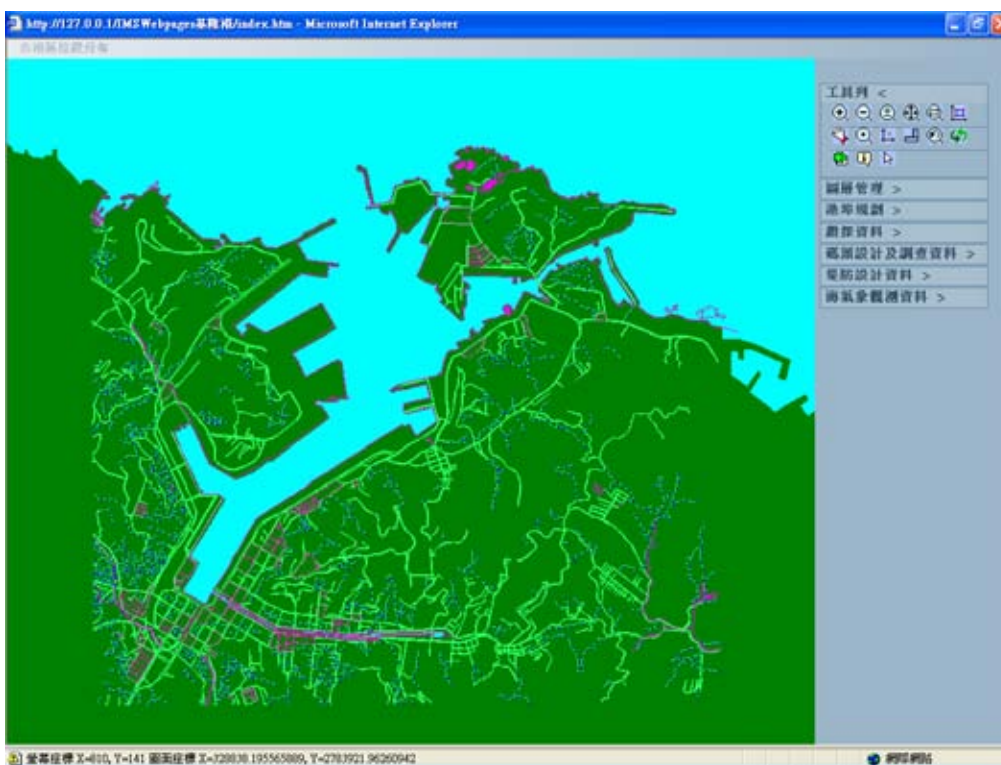 http://127.0.0.1/IMSWebpages基隆港/index.htm - Microsoft Internet Explorer
工具列 <
圖層管理 >
港埠規劃 >
鑽探資料 >
碼頭設計及調查資料 >
堤防設計資料 >
海氣象觀測資料 >
螢幕座標 X=810, Y=141 圖面座標 X=328838.195565889, Y=2783921.96260942
網際網路